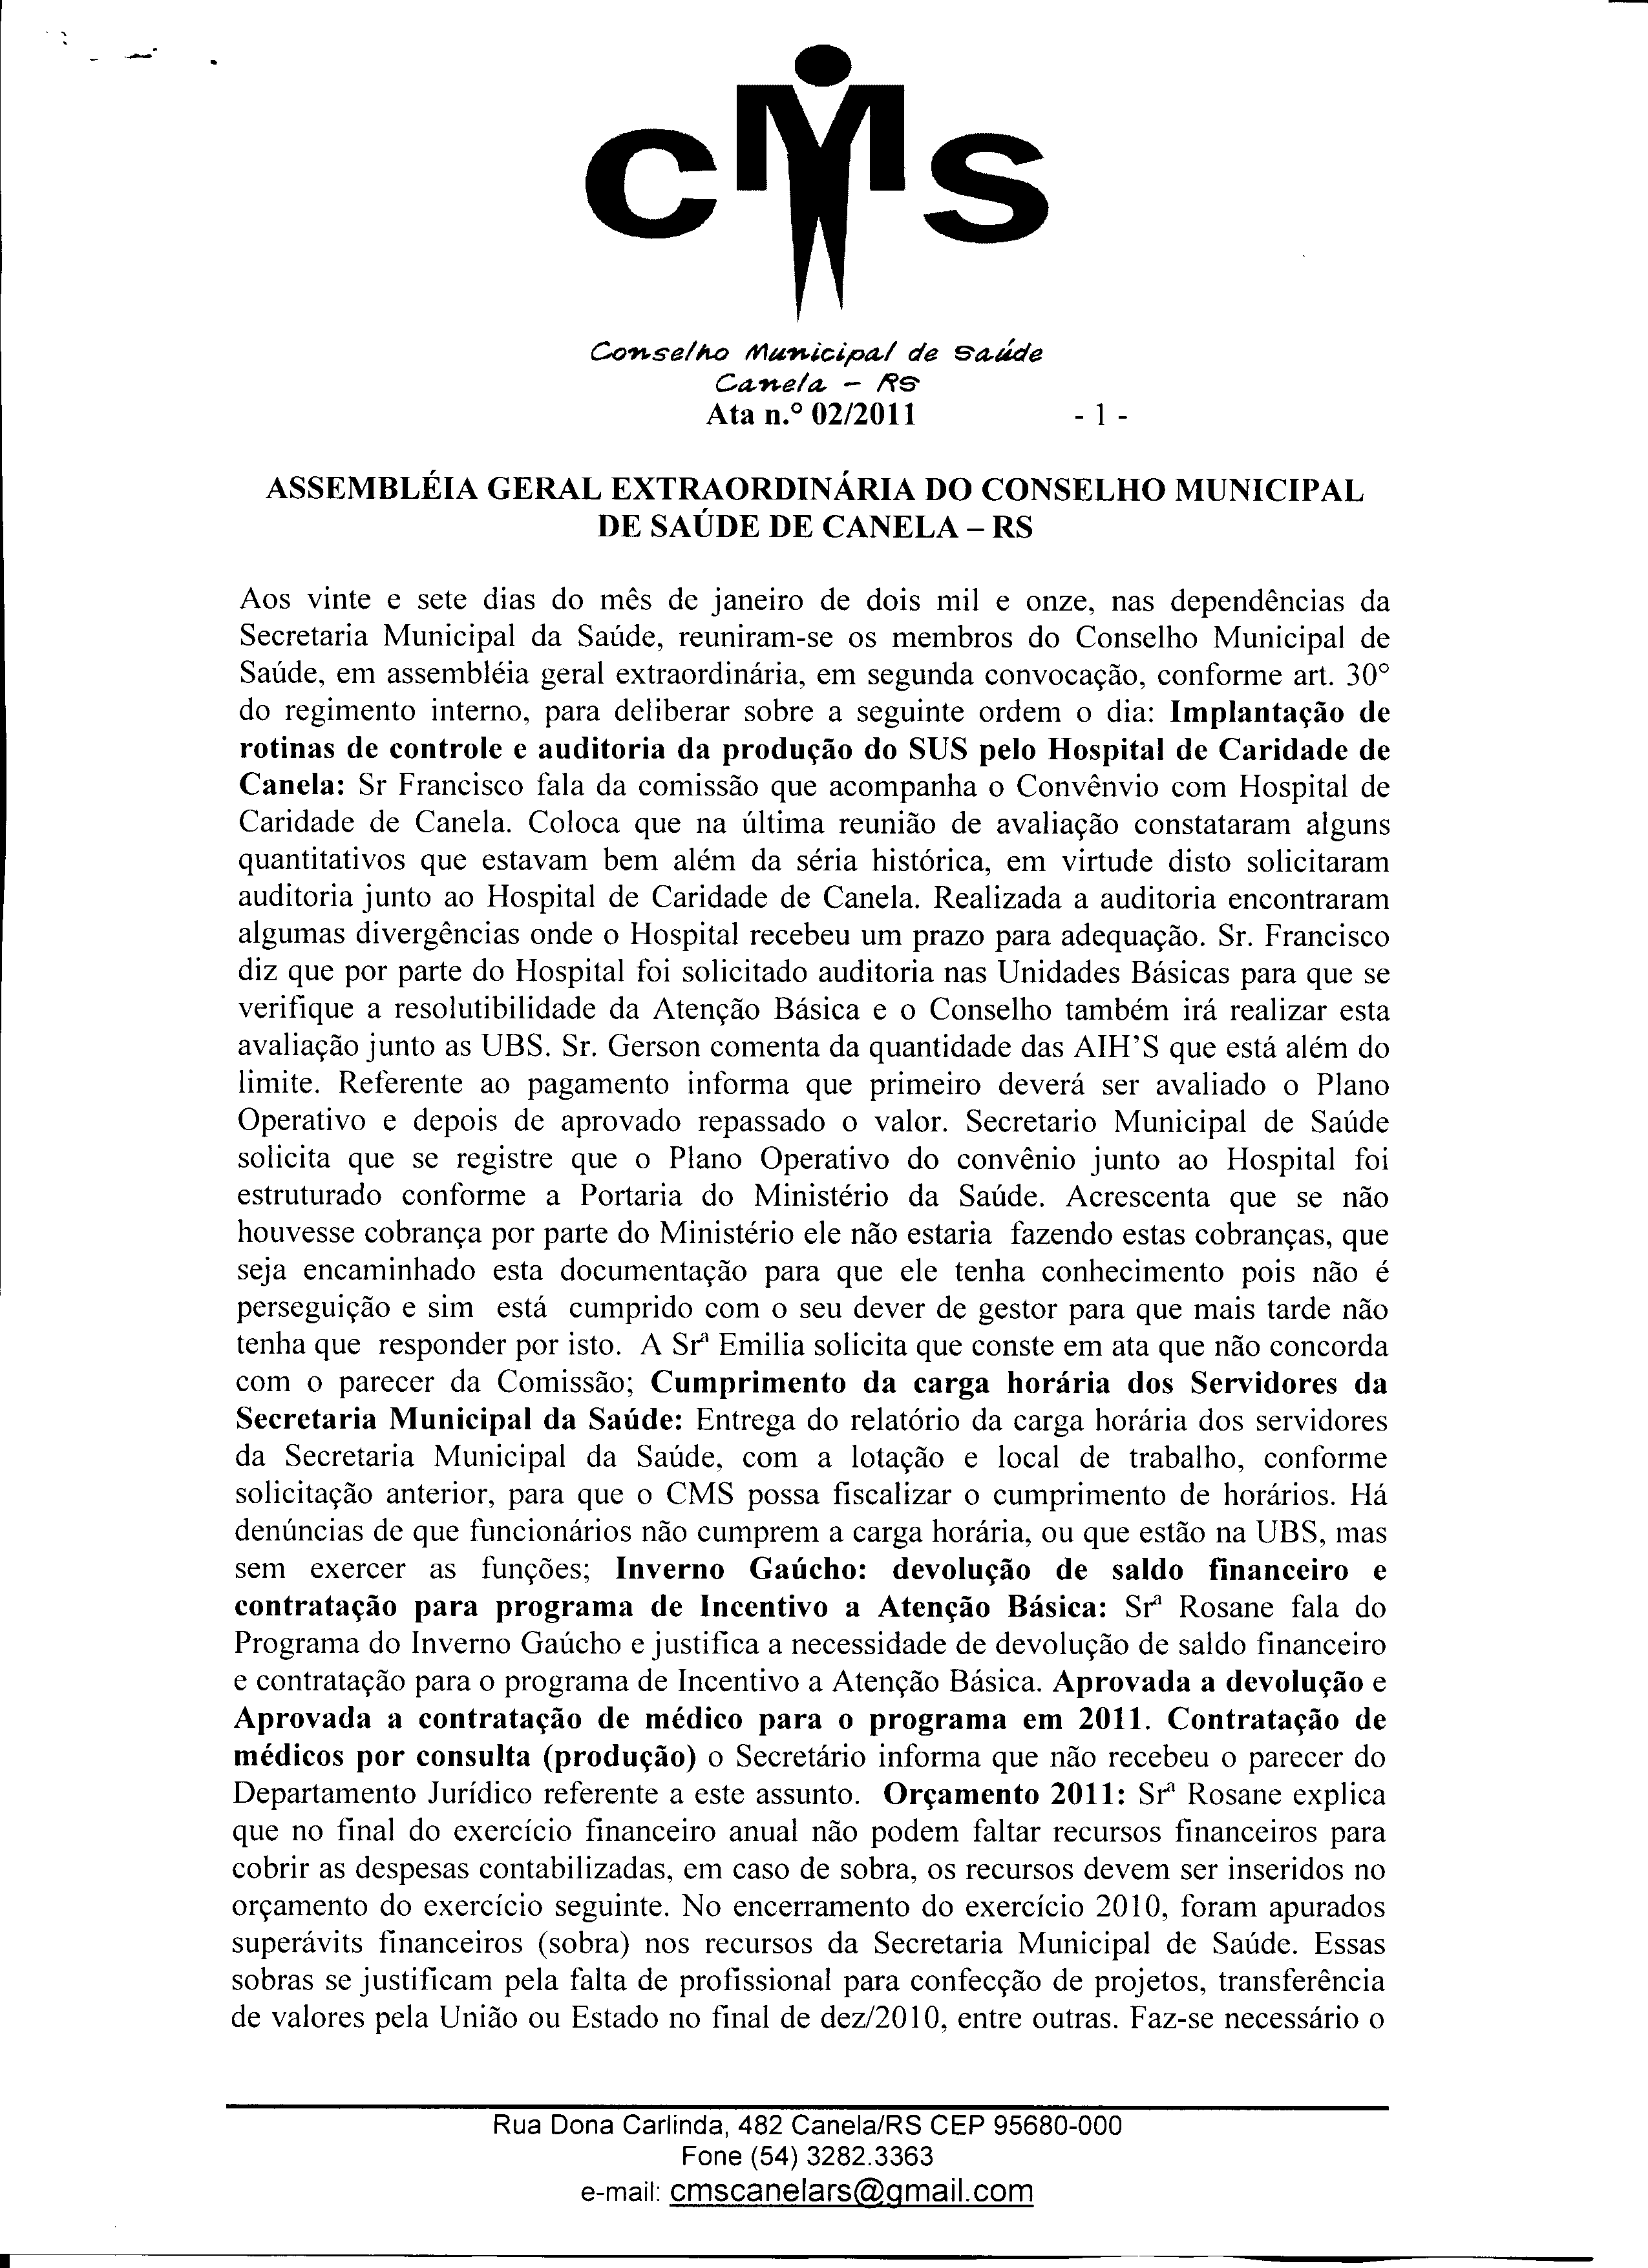 CMS
Conselho Municipal de Saúde
Canela – RS
Ata n.º 02/2011 - 1 -
ASSEMBLÉIA GERAL EXTRAORDINÁRIA DO CONSELHO MUNICIPAL
DE SAÚDE DE CANELA – RS
Aos vinte e sete dias do mês de janeiro de dois mil e onze, nas dependências da
Secretaria Municipal da Saúde, reuniram-se os membros do Conselho Municipal de
Saúde, em assembléia geral extraordinária, em segunda convocação, conforme art. 30°
do regimento interno, para deliberar sobre a seguinte ordem o dia: Implantação de
rotinas de controle e auditoria da produção do SUS pelo Hospital de Caridade de
Canela: Sr Francisco fala da comissão que acompanha o Convênvio com Hospital de
Caridade de Canela. Coloca que na última reunião de avaliação constataram alguns
quantitativos que estavam bem além da séria histórica, em virtude disto solicitaram
auditoria junto ao Hospital de Caridade de Canela. Realizada a auditoria encontraram
algumas divergências onde o Hospital recebeu um prazo para adequação. Sr. Francisco
diz que por parte do Hospital foi solicitado auditoria nas Unidades Básicas para que se
verifique a resolutibilidade da Atenção Básica e o Conselho também irá realizar esta
avaliação junto as UBS. Sr. Gerson comenta da quantidade das AIH'S que está além do
limite. Referente ao pagamento informa que primeiro deverá ser avaliado o Plano
Operativo e depois de aprovado repassado o valor. Secretario Municipal de Saúde
solicita que se registre que o Plano Operativo do convênio junto ao Hospital foi
estruturado conforme a Portaria do Ministério da Saúde. Acrescenta que se não
houvesse cobrança por parte do Ministério ele não estaria fazendo estas cobranças, que
seja encaminhado esta documentação para que ele tenha conhecimento pois não é
perseguição e sim está cumprido com o seu dever de gestor para que mais tarde não
tenha que responder por isto. A Srª Emilia solicita que conste em ata que não concorda
com o parecer da Comissão; Cumprimento da carga horária dos Servidores da
Secretaria Municipal da Saúde: Entrega do relatório da carga horária dos servidores
da Secretaria Municipal da Saúde, com a lotação e local de trabalho, conforme
solicitação anterior, para que o CMS possa fiscalizar o cumprimento de horários. Há
denúncias de que funcionários não cumprem a carga horária, ou que estão na UBS, mas
sem exercer as funções; Inverno Gaúcho: devolução de saldo financeiro e
contratação para programa de Incentivo a Atenção Básica: Srª Rosane fala do
Programa do Inverno Gaúcho e justifica a necessidade de devolução de saldo financeiro
e contratação para o programa de Incentivo a Atenção Básica. Aprovada a devolução e
Aprovada a contratação de médico para o programa em 2011. Contratação de
médicos por consulta (produção) o Secretário informa que não recebeu o parecer do
Departamento Jurídico referente a este assunto. Orçamento 2011: Srª Rosane explica
que no final do exercício financeiro anual não podem faltar recursos financeiros para
cobrir as despesas contabilizadas, em caso de sobra, os recursos devem ser inseridos no
orçamento do exercício seguinte. No encerramento do exercício 2010, foram apurados
superávits financeiros (sobra) nos recursos da Secretaria Municipal de Saúde. Essas
sobras se justificam pela falta de profissional para confecção de projetos, transferência
de valores pela União ou Estado no final de dez/2010, entre outras. Faz-se necessário o
Rua Dona Carlinda, 482 Canela/RS CEP 95680-000
Fone (54) 3282.3363
e-mail: cmscanelars@gmail.com